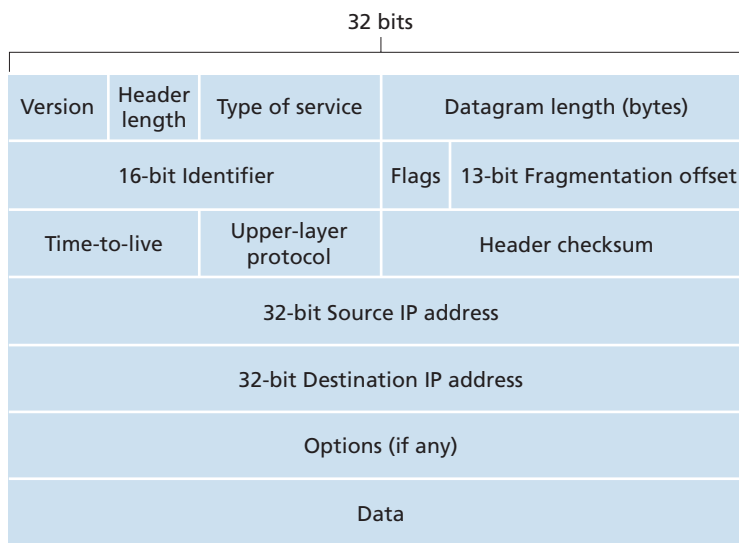 32 bits
Version
Header
length
Type of service
Datagram length (bytes)
16-bit Identifier
Flags
13-bit Fragmentation offset
Time-to-live
Upper-layer
protocol
Header checksum
32-bit Source IP address
32-bit Destination IP address
Options (if any)
Data